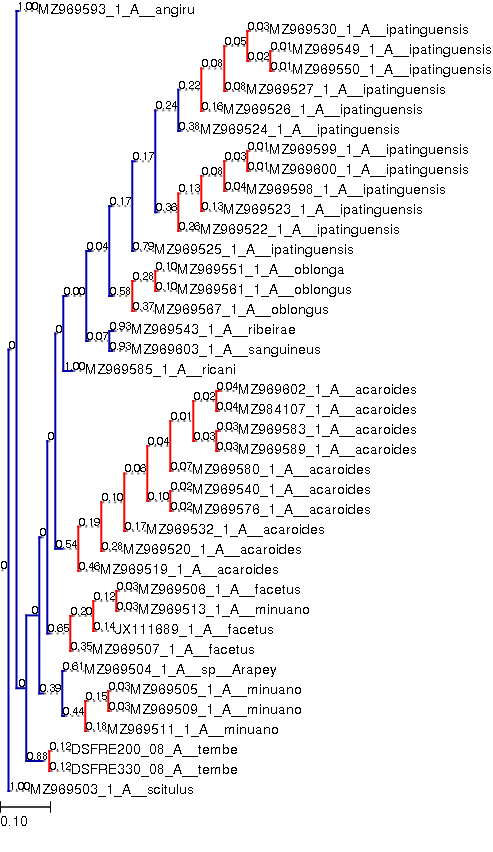 1.00 MZ969593_1_A__angiru
0.03 MZ969530_1_A__ipatinguensis
0.05
0.01 MZ969549_1_A__ipatinguensis
0.02
0.08
0.01 MZ969550_1_A__ipatinguensis
0.22
0.08 MZ969527_1_A__ipatinguensis
0.24
0.16 MZ969526_1_A__ipatinguensis
0.38 MZ969524_1_A__ipatinguensis
0.01 MZ969599_1_A__ipatinguensis
0.17
0.03
0.01 MZ969600_1_A__ipatinguensis
0.08
0.04 MZ969598_1_A__ipatinguensis
0.13
0.17
0.36
0.13 MZ969523_1_A__ipatinguensis
0.26 MZ969522_1_A__ipatinguensis
0.04
0.79 MZ969525_1_A__ipatinguensis
0.10 MZ969551_1_A__oblonga
0.28
0.10 MZ969561_1_A__oblongus
0.00
0.58
0.37 MZ969567_1_A__oblongus
0.93 MZ969543_1_A__ribeirae
0
0.07
0.93 MZ969603_1_A__sanguineus
0
1.00 MZ969585_1_A__ricani
0.04 MZ969602_1_A__acaroides
0.02
0.04 MZ984107_1_A__acaroides
0.01
0.03 MZ969583_1_A__acaroides
0
0.03
0.04
0.03 MZ969589_1_A__acaroides
0.06
0.07 MZ969580_1_A__acaroides
0.02 MZ969540_1_A__acaroides
0.10
0.10
0.02 MZ969576_1_A__acaroides
0.19
0.17 MZ969532_1_A__acaroides
0
0.54
0.28 MZ969520_1_A__acaroides
0
0.46 MZ969519_1_A__acaroides
0.03 MZ969506_1_A__facetus
0.12
0.03 MZ969513_1_A__minuano
0
0.20
0.14 JX111689_1_A__facetus
0.65
0.35 MZ969507_1_A__facetus
0.61 MZ969504_1_A__sp__Arapey
0
0.39
0.03 MZ969505_1_A__minuano
0.15
0.03 MZ969509_1_A__minuano
0.44
0.18 MZ969511_1_A__minuano
0.12 DSFRE200_08_A__tembe
0.88
0.12 DSFRE330_08_A__tembe
1.00 MZ969503_1_A__scitulus
0.10